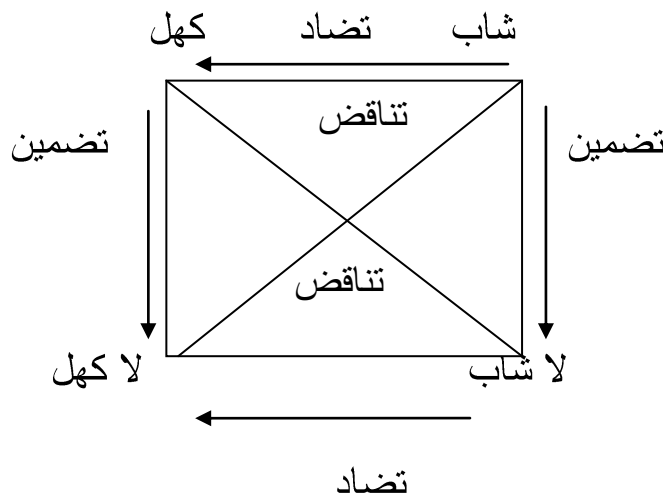 شاب تضاد كهل
تناقض
تضمين تضمين
تناقض
لا شاب لا كهل
تضاد